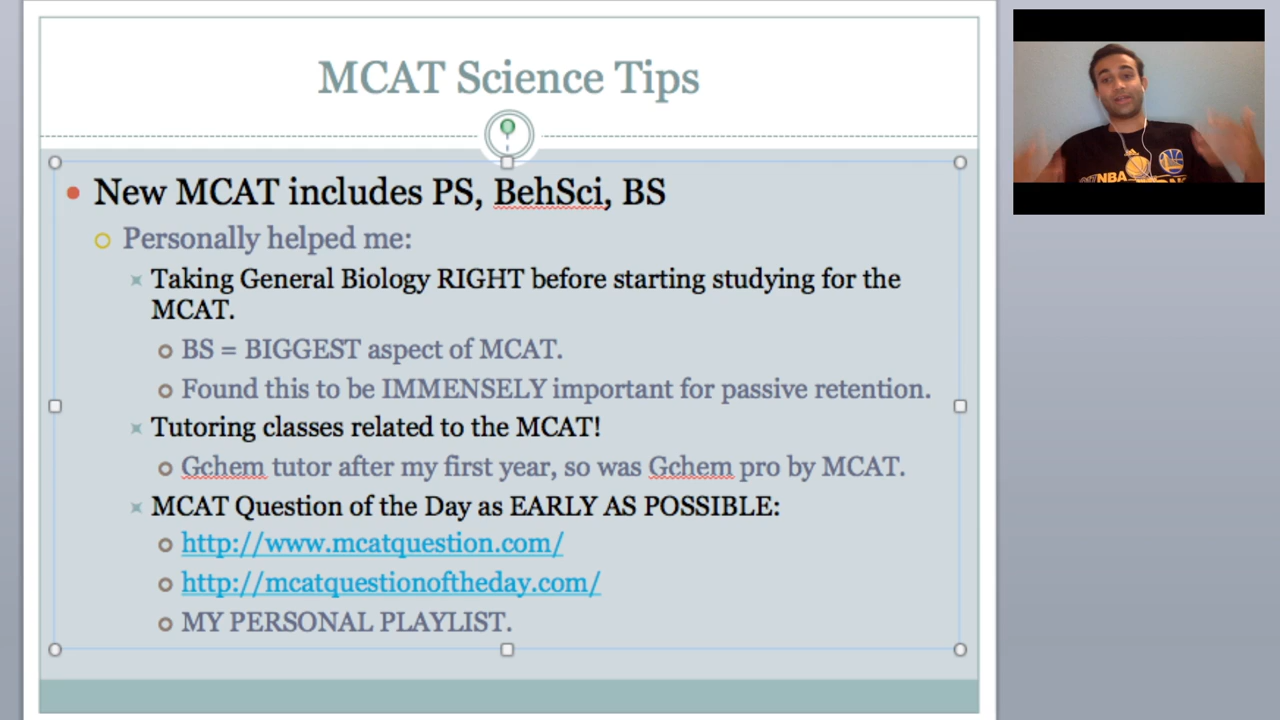 MCAT Science Tips
New MCAT includes PS, BehSci, BS
Personally helped me:
Taking General Biology RIGHT before starting studying for the
MCAT.
BS = BIGGEST aspect of MCAT.
Found this to be IMMENSELY important for passive retention.
Tutoring classes related to the MCAT!
Gchem tutor after my first year, so was Gchem pro by MCAT.
MCAT Question of the Day as EARLY AS POSSIBLE:
http://www.mcatquestion.com/
http://mcatquestionoftheday.com/
MY PERSONAL PLAYLIST.
NBA